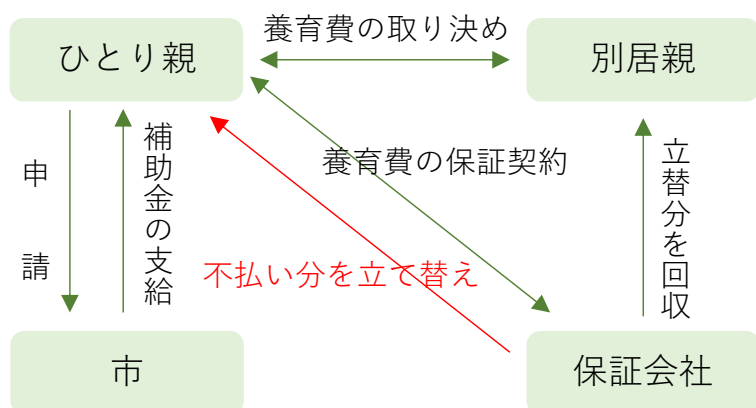 養育費の取り決め
ひとり親
別居親
申請
補助金の支給
養育費の保証契約
立替分を回収
不払い分を立て替え
市
保証会社